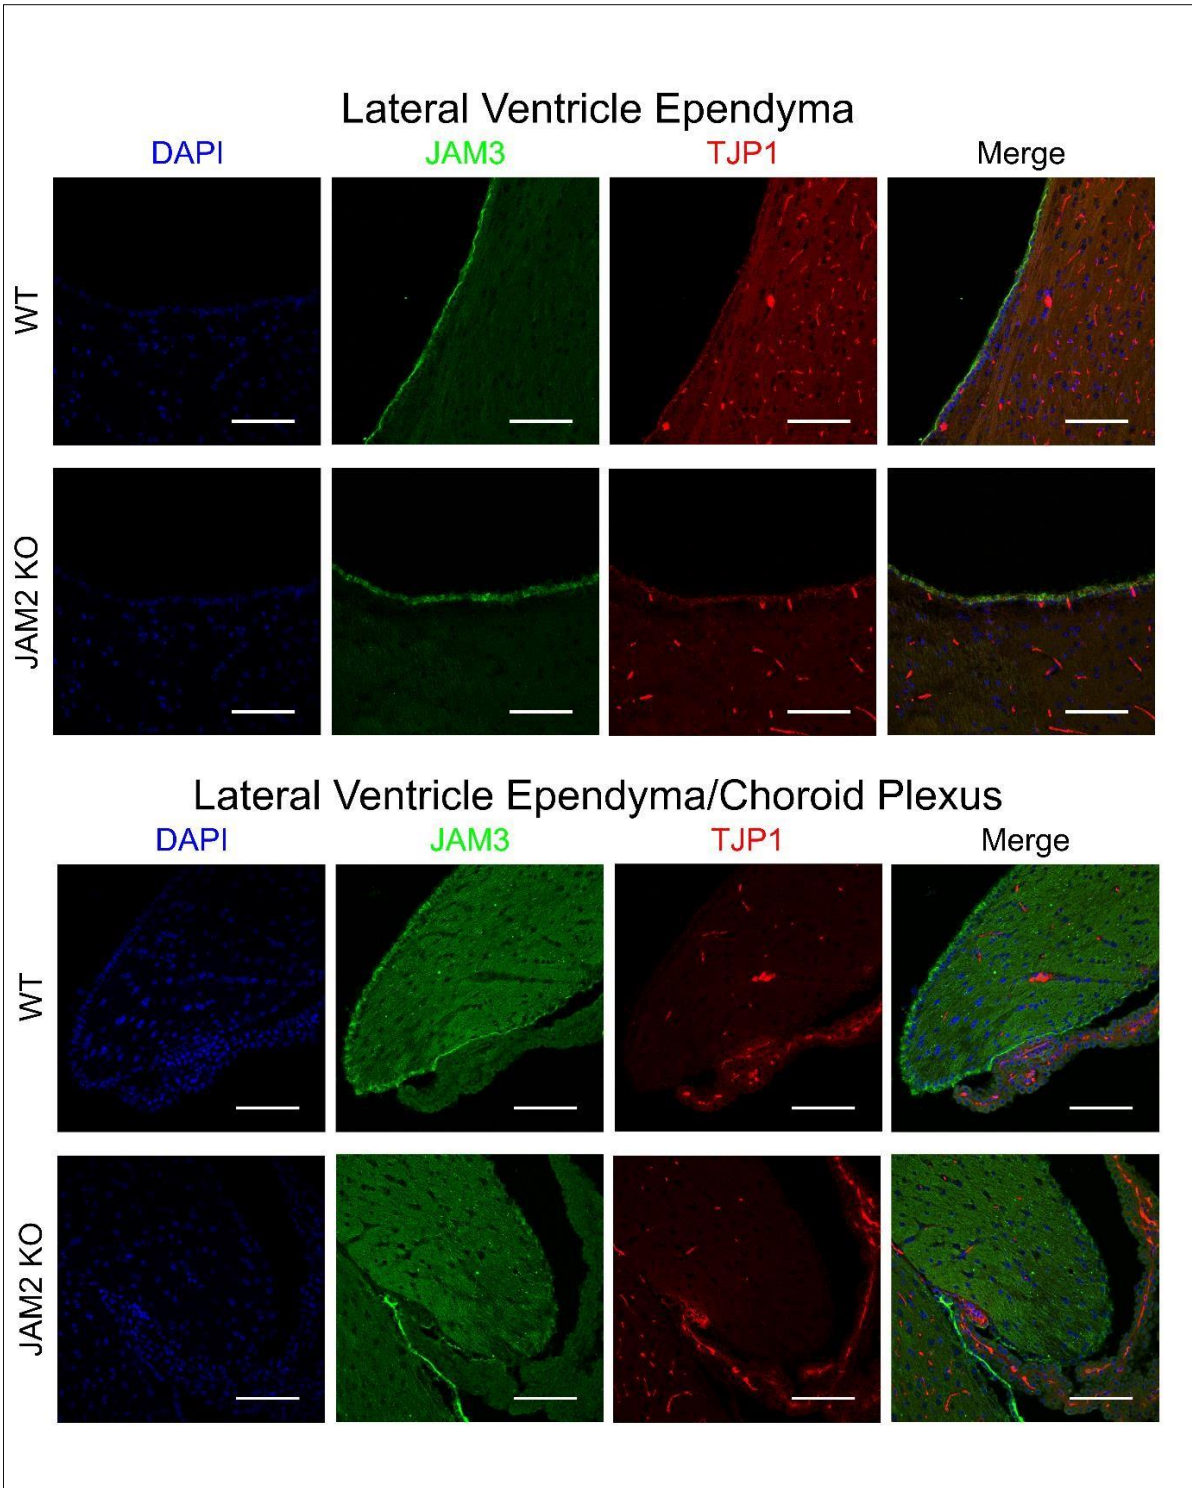 Lateral Ventricle Ependyma
DAPI JAM3 TJP1 Merge
WT
JAM2 KO
Lateral Ventricle Ependyma/Choroid Plexus
DAPI JAM3 TJP1 Merge
WT
JAM2 KO